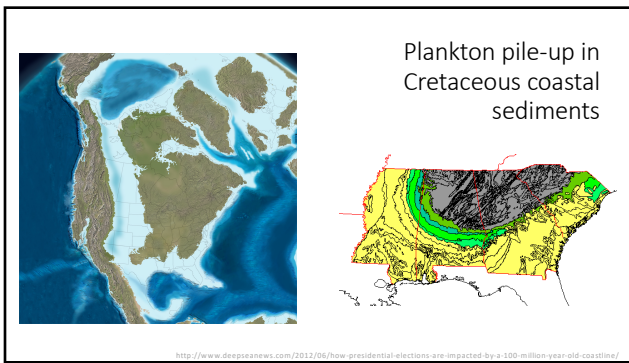 Plankton pile-up in
Cretaceous coastal
sediments
http://www.deepseanews.com/2012/06/how-presidential-elections-are-impacted-by-a-100-million-year-old-coastline/